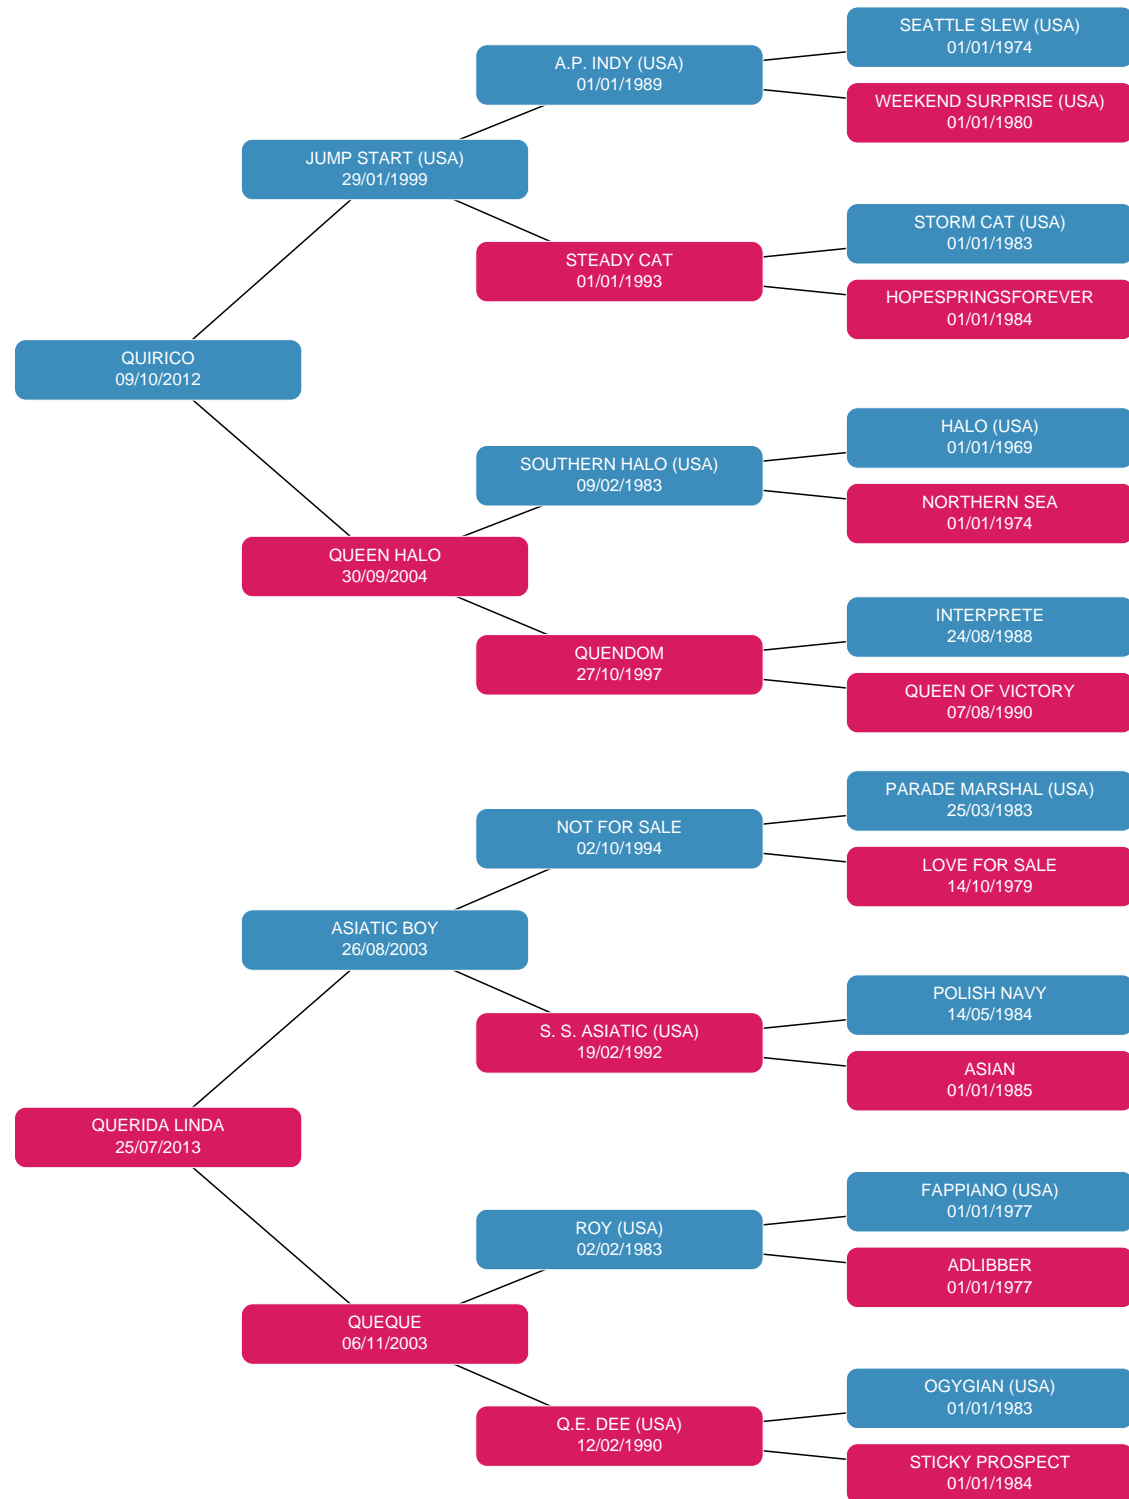 SEATTLE SLEW (USA)
01/01/1974
A.P. INDY (USA)
01/01/1989
WEEKEND SURPRISE (USA)
01/01/1980
JUMP START (USA)
29/01/1999
STORM CAT (USA)
01/01/1983
STEADY CAT
01/01/1993
HOPESPRINGSFOREVER
01/01/1984
QUIRICO
09/10/2012
HALO (USA)
01/01/1969
SOUTHERN HALO (USA)
09/02/1983
NORTHERN SEA
01/01/1974
QUEEN HALO
30/09/2004
INTERPRETE
24/08/1988
QUENDOM
27/10/1997
QUEEN OF VICTORY
07/08/1990
PARADE MARSHAL (USA)
25/03/1983
NOT FOR SALE
02/10/1994
LOVE FOR SALE
14/10/1979
ASIATIC BOY
26/08/2003
POLISH NAVY
14/05/1984
S. S. ASIATIC (USA)
19/02/1992
ASIAN
01/01/1985
QUERIDA LINDA
25/07/2013
FAPPIANO (USA)
01/01/1977
ROY (USA)
02/02/1983
ADLIBBER
01/01/1977
QUEQUE
06/11/2003
OGYGIAN (USA)
01/01/1983
Q.E. DEE (USA)
12/02/1990
STICKY PROSPECT
01/01/1984